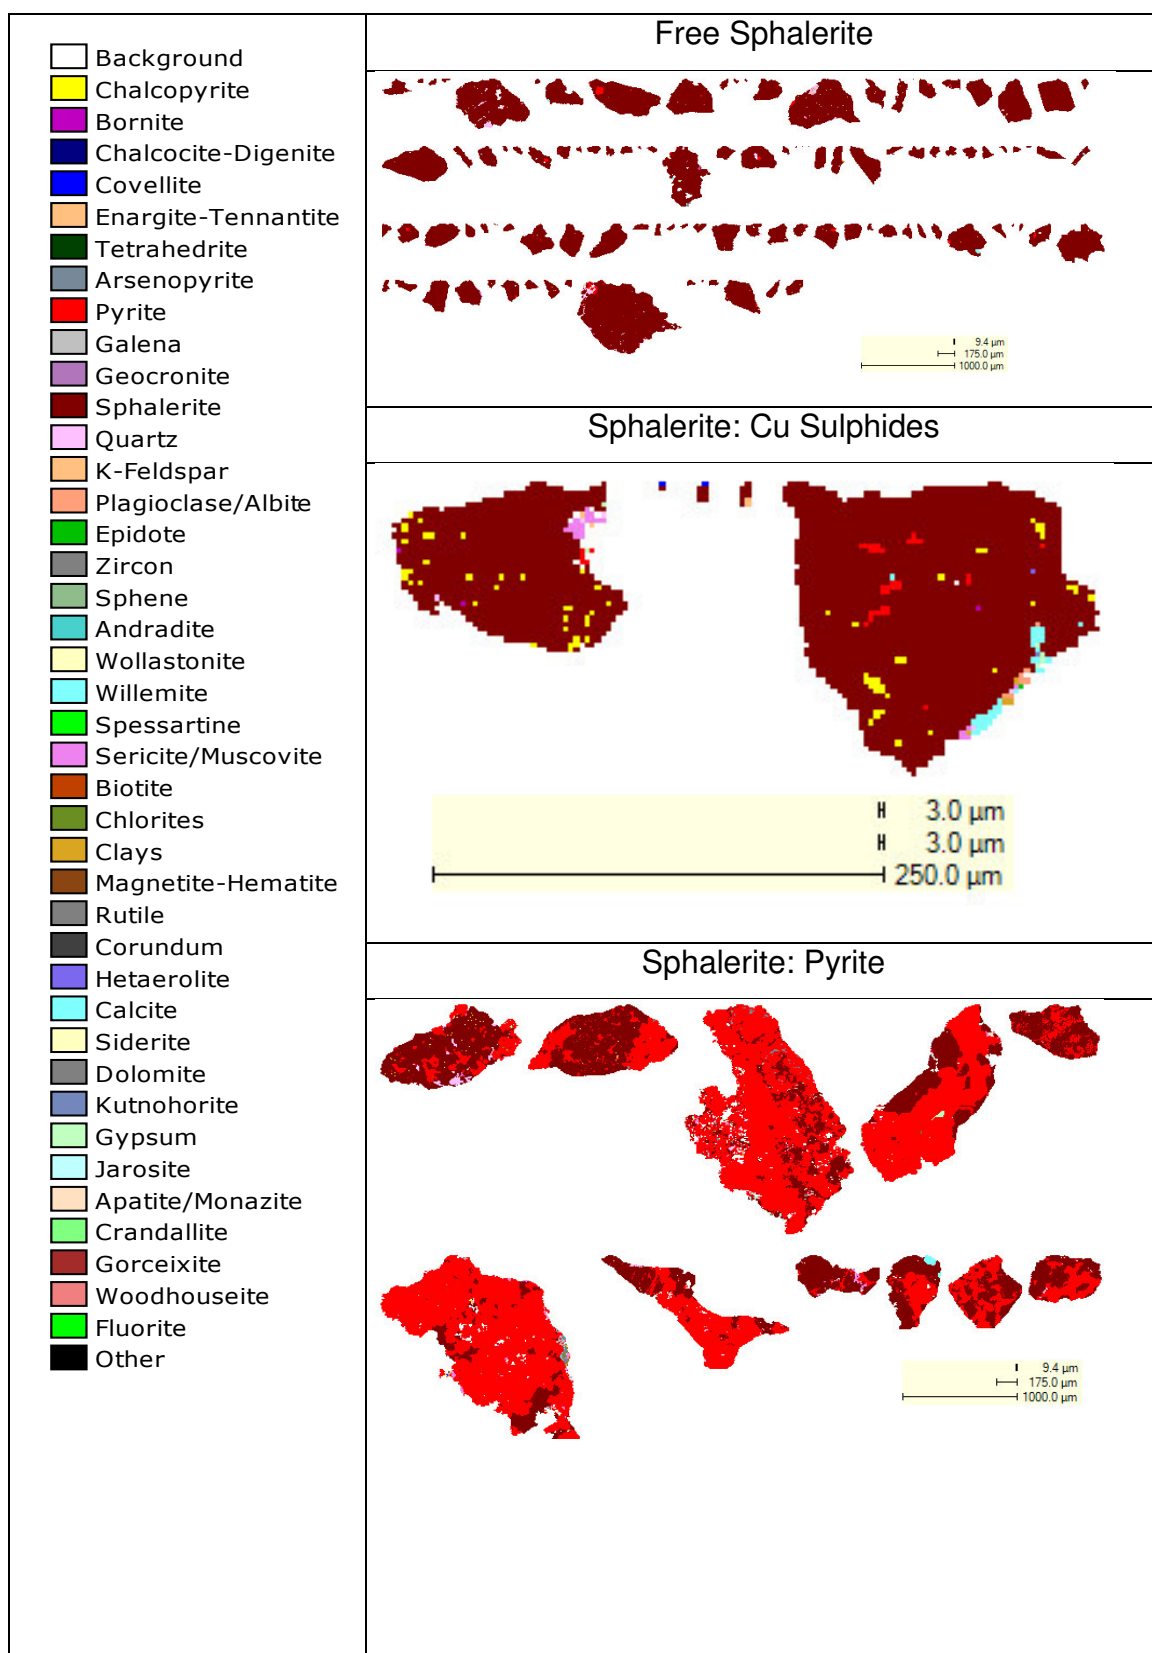 Background
Chalcopyrite
Bornite
Chalcocite-Digenite
Covellite
Enargite-Tennantite
Tetrahedrite
Arsenopyrite
Pyrite
Galena
Geocronite
Sphalerite
Quartz
K-Feldspar
Plagioclase/Albite
Epidote
Zircon
Sphene
Andradite
Wollastonite
Willemite
Spessartine
Sericite/Muscovite
Biotite
Chlorites
Clays
Magnetite-Hematite
Rutile
Corundum
Hetaerolite
Calcite
Siderite
Dolomite
Kutnohorite
Gypsum
Jarosite
Apatite/Monazite
Crandallite
Gorceixite
Woodhouseite
Fluorite
Other
Free Sphalerite
9.4 µm
175.0 µm
1000.0 µm
Sphalerite: Cu Sulphides
3.0 µm
3.0 µm
250.0 µm
Sphalerite: Pyrite
9.4 µm
175.0 µm
1000.0 µm